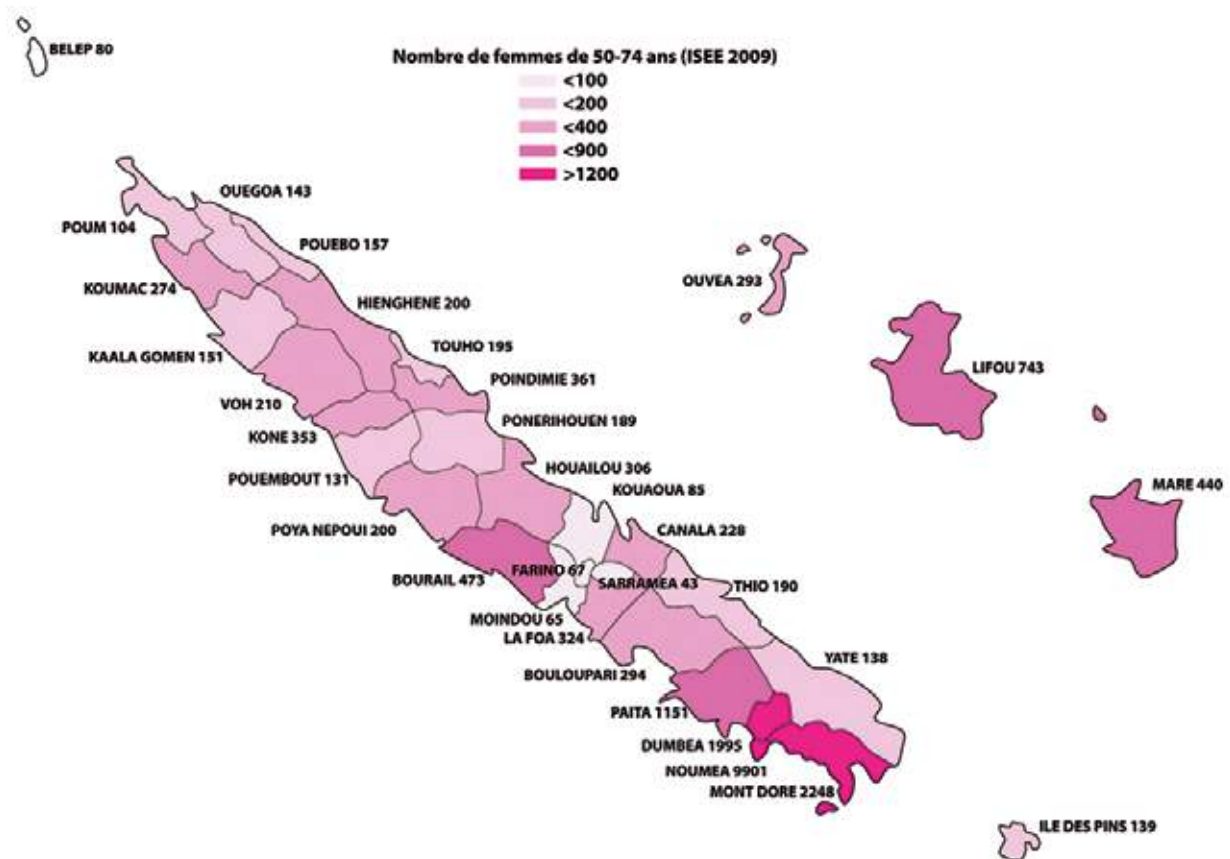 BELEP 80
Nombre de femmes de 50-74 ans (ISEE 2009)
<100
<200
<400
<900
>1200
OUEGOA 143
POUM 104
POUEBO 157
OUVEA 293
KOUMAC 274
HIENGHENE 200
TOUHO 195
KAALA GOMEN 151
LIFOU 743
POINDIMIE 361
VOH 210
PONERIHOUEN 189
KONE 353
HOUAILOU 306
POUEMBOUT 131
MARE 440
KOUAOUA 85
POYA NEPOUI 200
CANALA 228
FARINO 67
BOURAIL 473
SARRAMEA 43
THIO 190
MOINDOU 65
LA FOA 324
YATE 138
BOULOUPARI 294
PAITA 1151
DUMBEA 1995
NOUMEA 9901
MONT DORE 2248
ILE DES PINS 139